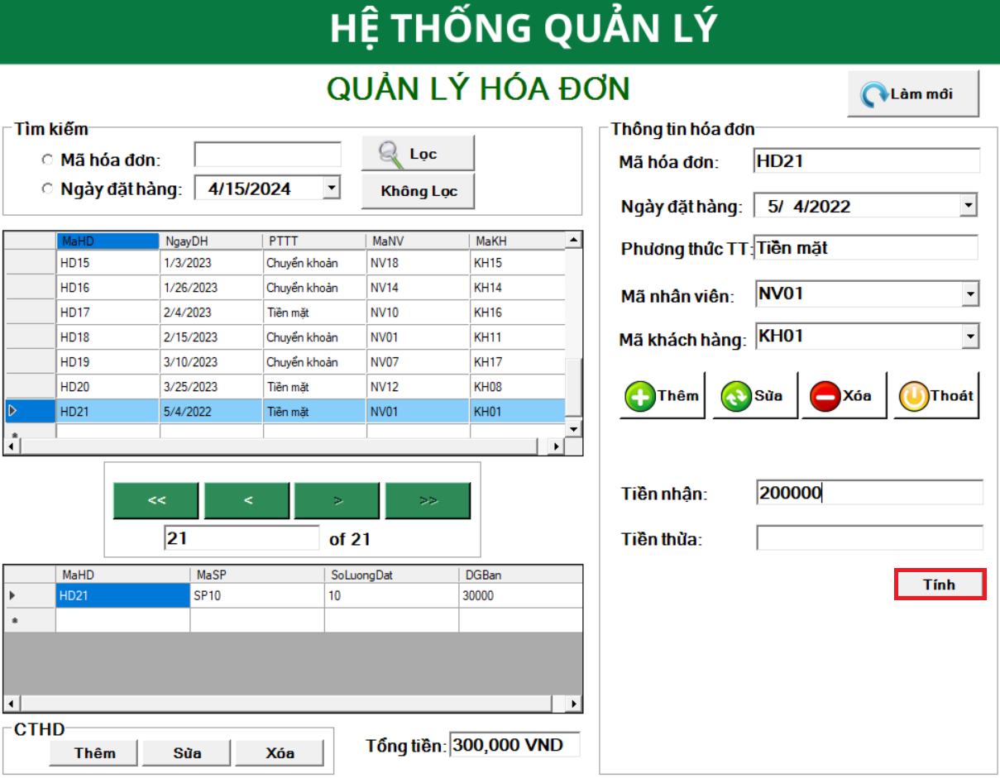 HỆ THỐNG QUẢN LÝ
QUẢN LÝ HÓA ĐƠN
Làm mới
Tìm kiếm
Mã hóa đơn:
Lọc
Ngày đặt hàng: 4/15/2024
Không Lọc
MaHD NgayDH PTTT MaNV MaKH
HD15 1/3/2023 Chuyển khoản NV18 KH15
HD16 1/26/2023 Chuyển khoản NV14 KH14
HD17 2/4/2023 Tiền mặt NV10 KH16
HD18 2/15/2023 Chuyển khoản NV01 KH11
HD19 3/10/2023 Chuyển khoản NV07 KH17
HD20 3/25/2023 Tiền mặt NV12 KH08
HD21 5/4/2022 Tiền mặt NV01 KH01
*
<< < > >>
21 of 21
MaHD MaSP SoLuongDat DGBan
HD21 SP10 10 30000
*
CTHD
Thêm Sửa Xóa
Tổng tiền: 300,000 VND
Thông tin hóa đơn
Mã hóa đơn: HD21
Ngày đặt hàng: 5/ 4/2022
Phương thức TT: Tiền mặt
Mã nhân viên: NV01
Mã khách hàng: KH01
Thêm Sửa Xóa Thoát
Tiền nhận: 200000
Tiền thừa:
Tính